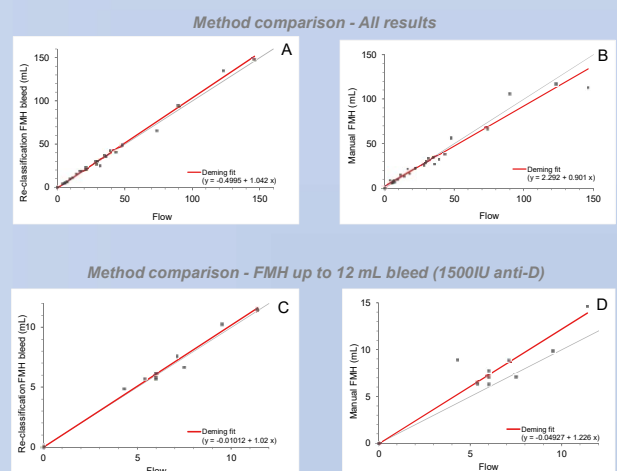 Method comparison - All results
A
Re-classification FMH bleed (mL)
150
100
50
0
0
50
100
150
Flow
Deming fit
(y = -0.4995 + 1.042 x)
B
Manual FMH (mL)
150
100
50
0
0
50
100
150
Flow
Deming fit
(y = 2.292 + 0.901 x)
Method comparison - FMH up to 12 mL bleed (1500IU anti-D)
C
Re-classification FMH bleed (mL)
10
5
0
0
5
10
Flow
Deming fit
(y = -0.01012 + 1.02 x)
D
Manual FMH (mL)
15
10
5
0
0
5
10
Flow
Deming fit
(y = -0.04927 + 1.226 x)